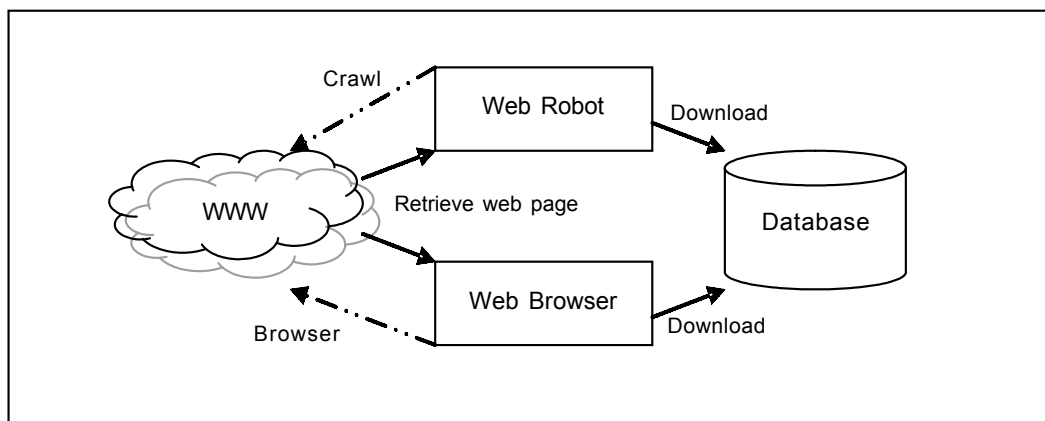 Crawl
Web Robot
Download
WWW
Retrieve web page
Database
Web Browser
Browser
Download